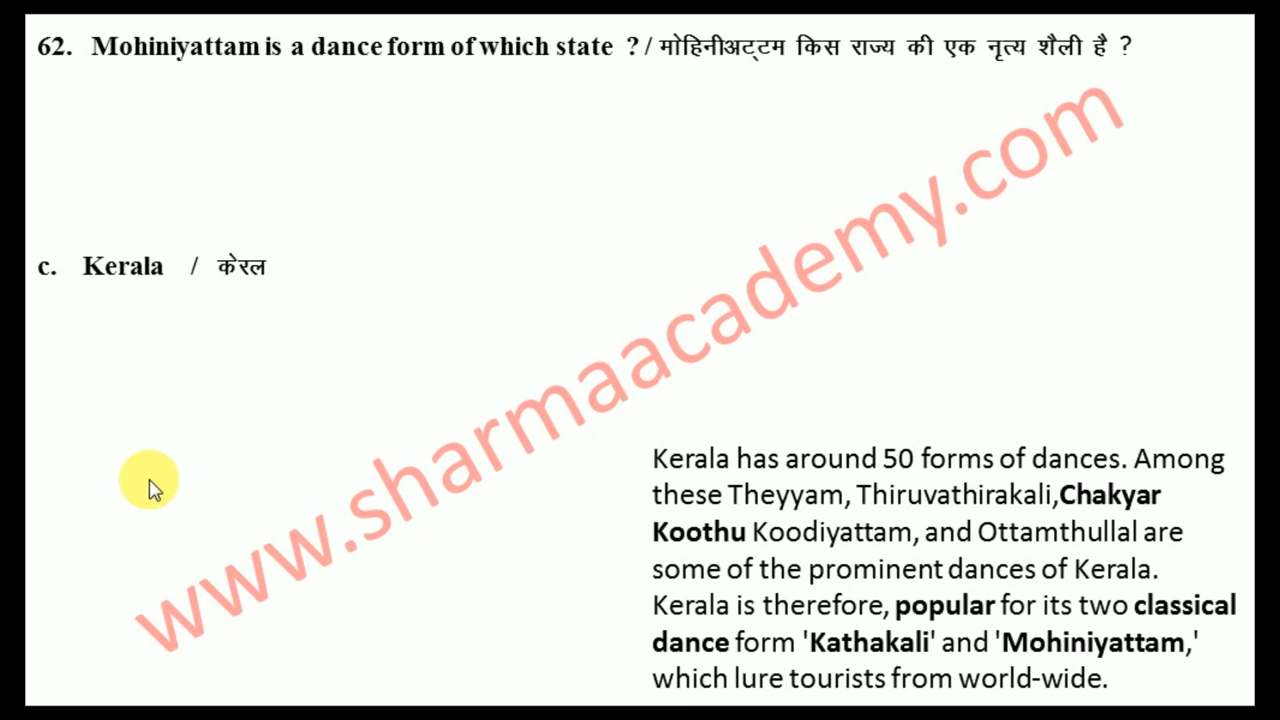 62. Mohiniyattam is a dance form of which state ? / मोहिनीअट्टम किस राज्य की एक नृत्य शैली है ?
c. Kerala / केरल
www.sharmaacademy.com
Kerala has around 50 forms of dances. Among
these Theyyam, Thiruvathirakali,Chakyar
Koothu Koodiyattam, and Ottamthullal are
some of the prominent dances of Kerala.
Kerala is therefore, popular for its two classical
dance form 'Kathakali' and 'Mohiniyattam,'
which lure tourists from world-wide.